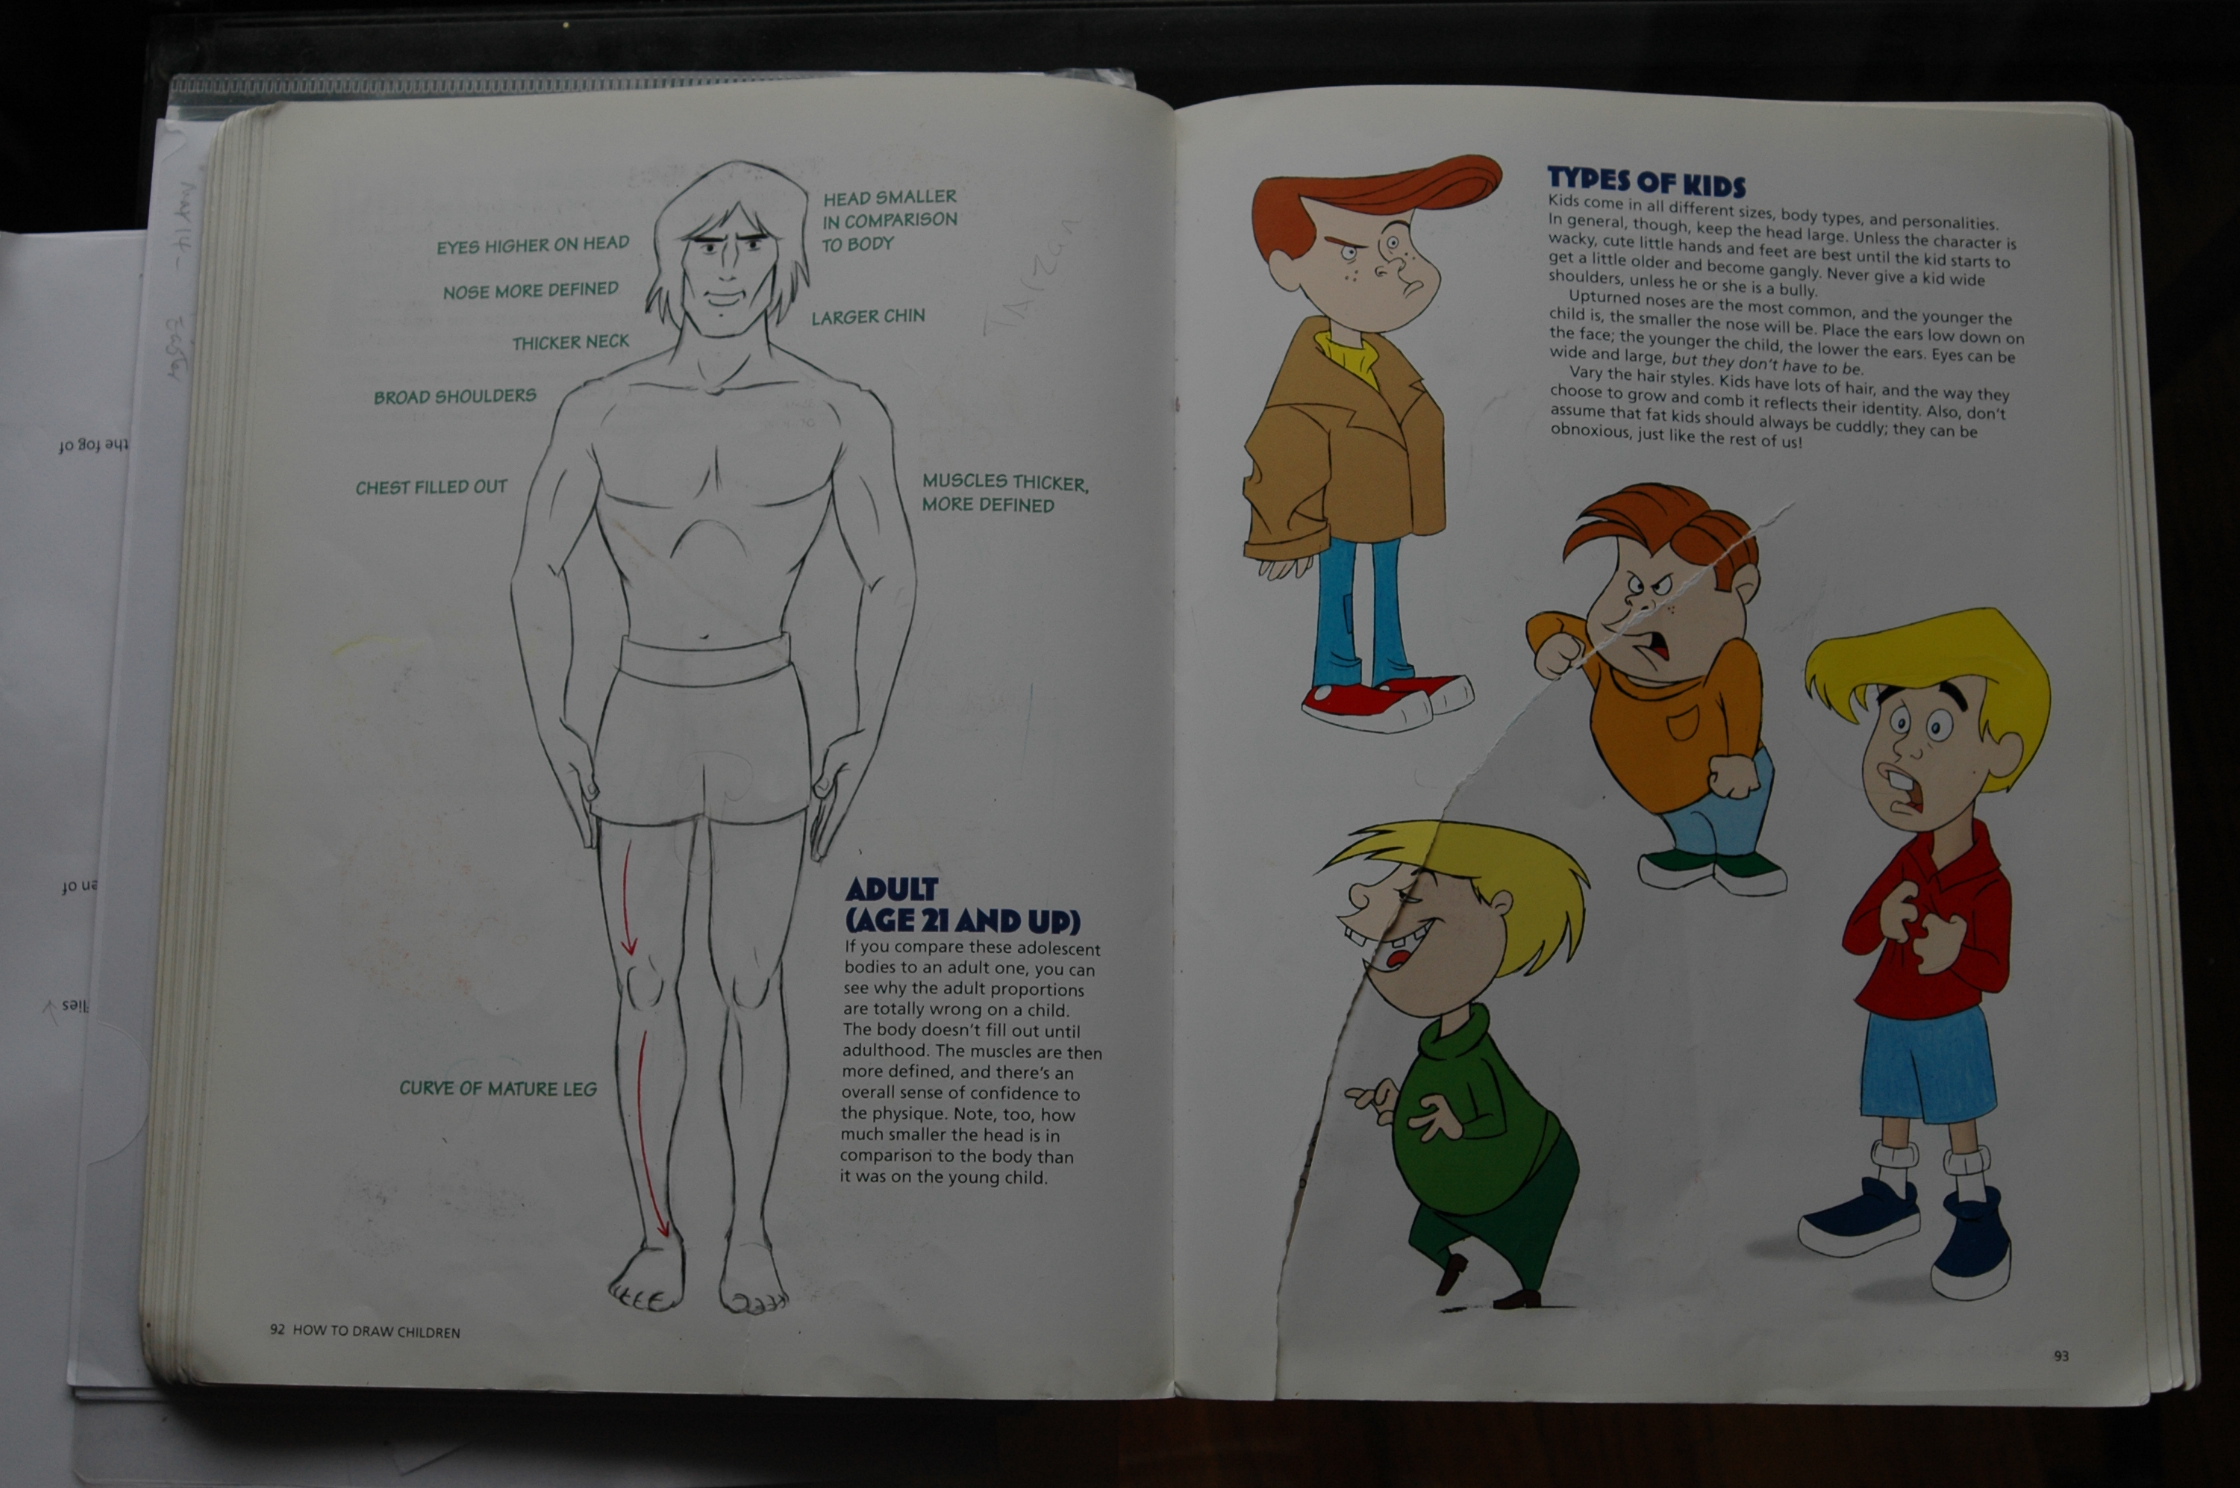 HEAD SMALLER
IN COMPARISON
TO BODY
LARGER CHIN
EYES HIGHER ON HEAD
NOSE MORE DEFINED
THICKER NECK
BROAD SHOULDERS
CHEST FILLED OUT
MUSCLES THICKER,
MORE DEFINED
CURVE OF MATURE LEG
ADULT
(AGE 21 AND UP)
If you compare these adolescent
bodies to an adult one, you can
see why the adult proportions
are totally wrong on a child.
The body doesn't fill out until
adulthood. The muscles are then
more defined, and there's an
overall sense of confidence to
the physique. Note, too, how
much smaller the head is in
comparison to the body than
it was on the young child.
92 HOW TO DRAW CHILDREN
TYPES OF KIDS
Kids come in all different sizes, body types, and personalities.
In general, though, keep the head large. Unless the character is
wacky, cute little hands and feet are best until the kid starts to
get a little older and become gangly. Never give a kid wide
shoulders, unless he or she is a bully.
Upturned noses are the most common, and the younger the
child is, the smaller the nose will be. Place the ears low down on
the face; the younger the child, the lower the ears. Eyes can be
wide and large, but they don't have to be.
Vary the hair styles. Kids have lots of hair, and the way they
choose to grow and comb it reflects their identity. Also, don't
assume that fat kids should always be cuddly; they can be
obnoxious, just like the rest of us!
93
14-
Easter
the fog of
en of
lies